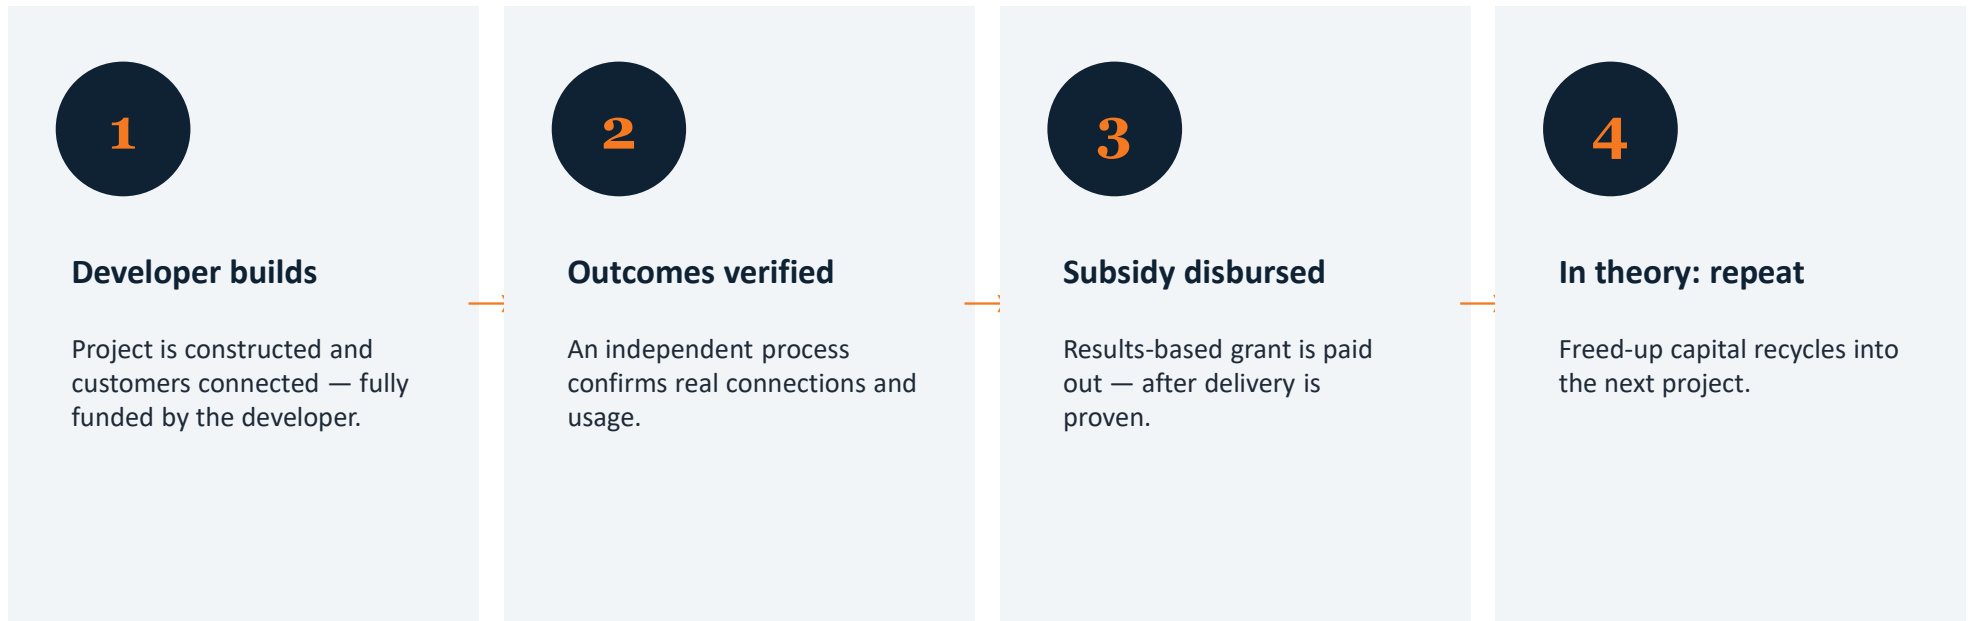 1
Developer builds
Project is constructed and
customers connected — fully
funded by the developer.
2
Outcomes verified
An independent process
confirms real connections and
usage.
3
Subsidy disbursed
Results-based grant is paid
out — after delivery is
proven.
4
In theory: repeat
Freed-up capital recycles into
the next project.